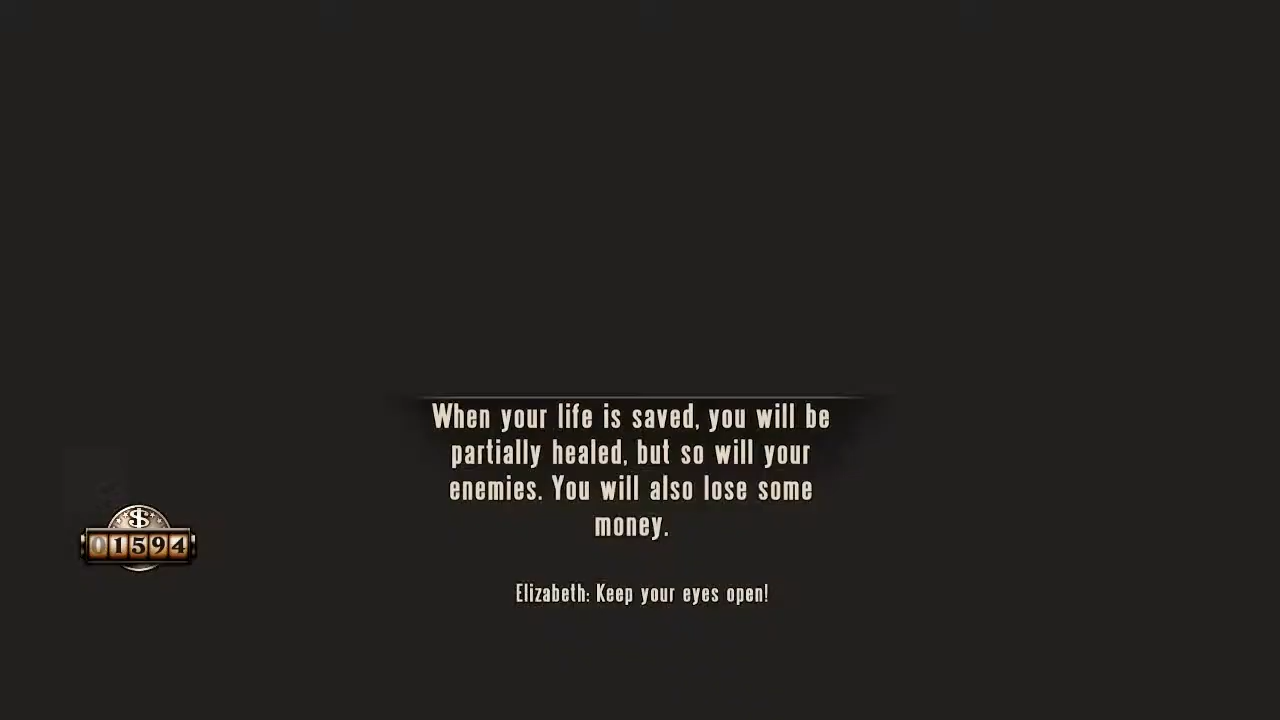 When your life is saved, you will be
partially healed, but so will your
enemies. You will also lose some
money.
$
01594
Elizabeth: Keep your eyes open!